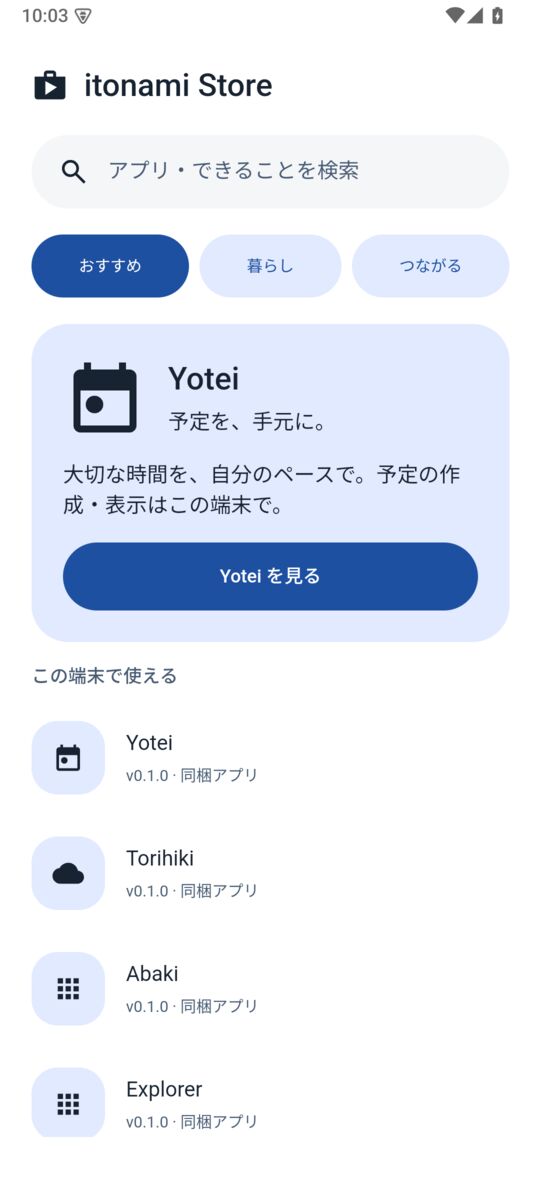 10:03
itonami Store
アプリ・できることを検索
おすすめ
暮らし
つながる
Yotei
予定を、手元に。
大切な時間を、自分のペースで。予定の作
成・表示はこの端末で。
Yotei を見る
この端末で使える
Yotei
v0.1.0 · 同梱アプリ
Torihiki
v0.1.0 · 同梱アプリ
Abaki
v0.1.0 · 同梱アプリ
Explorer
v0.1.0 · 同梱アプリ